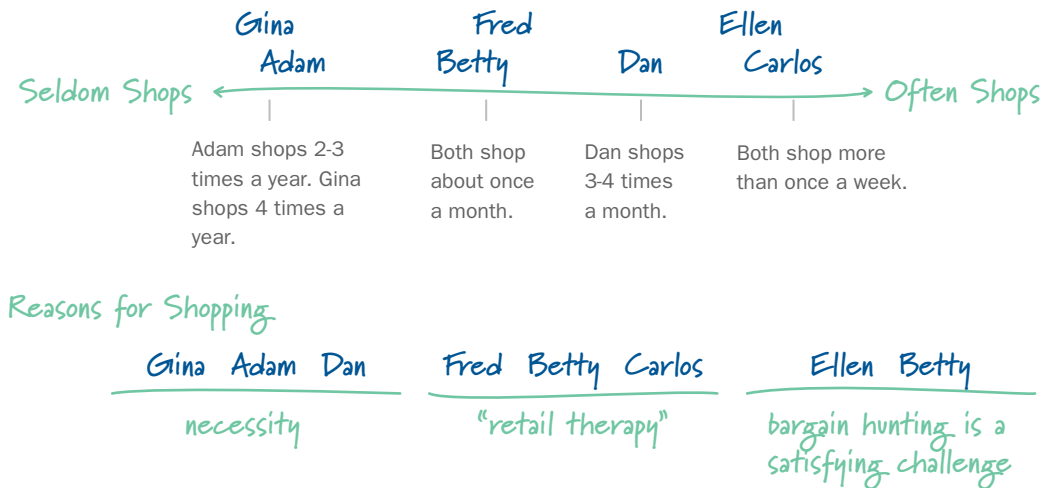 Gina Fred Ellen
Adam Betty Dan Carlos
Seldom Shops Often Shops
Adam shops 2-3
times a year. Gina
shops 4 times a
year.
Both shop
about once
a month.
Dan shops
3-4 times
a month.
Both shop more
than once a week.
Reasons for Shopping
Gina Adam Dan
necessity
Fred Betty Carlos
"retail therapy"
Ellen Betty
bargain hunting is a
satisfying challenge